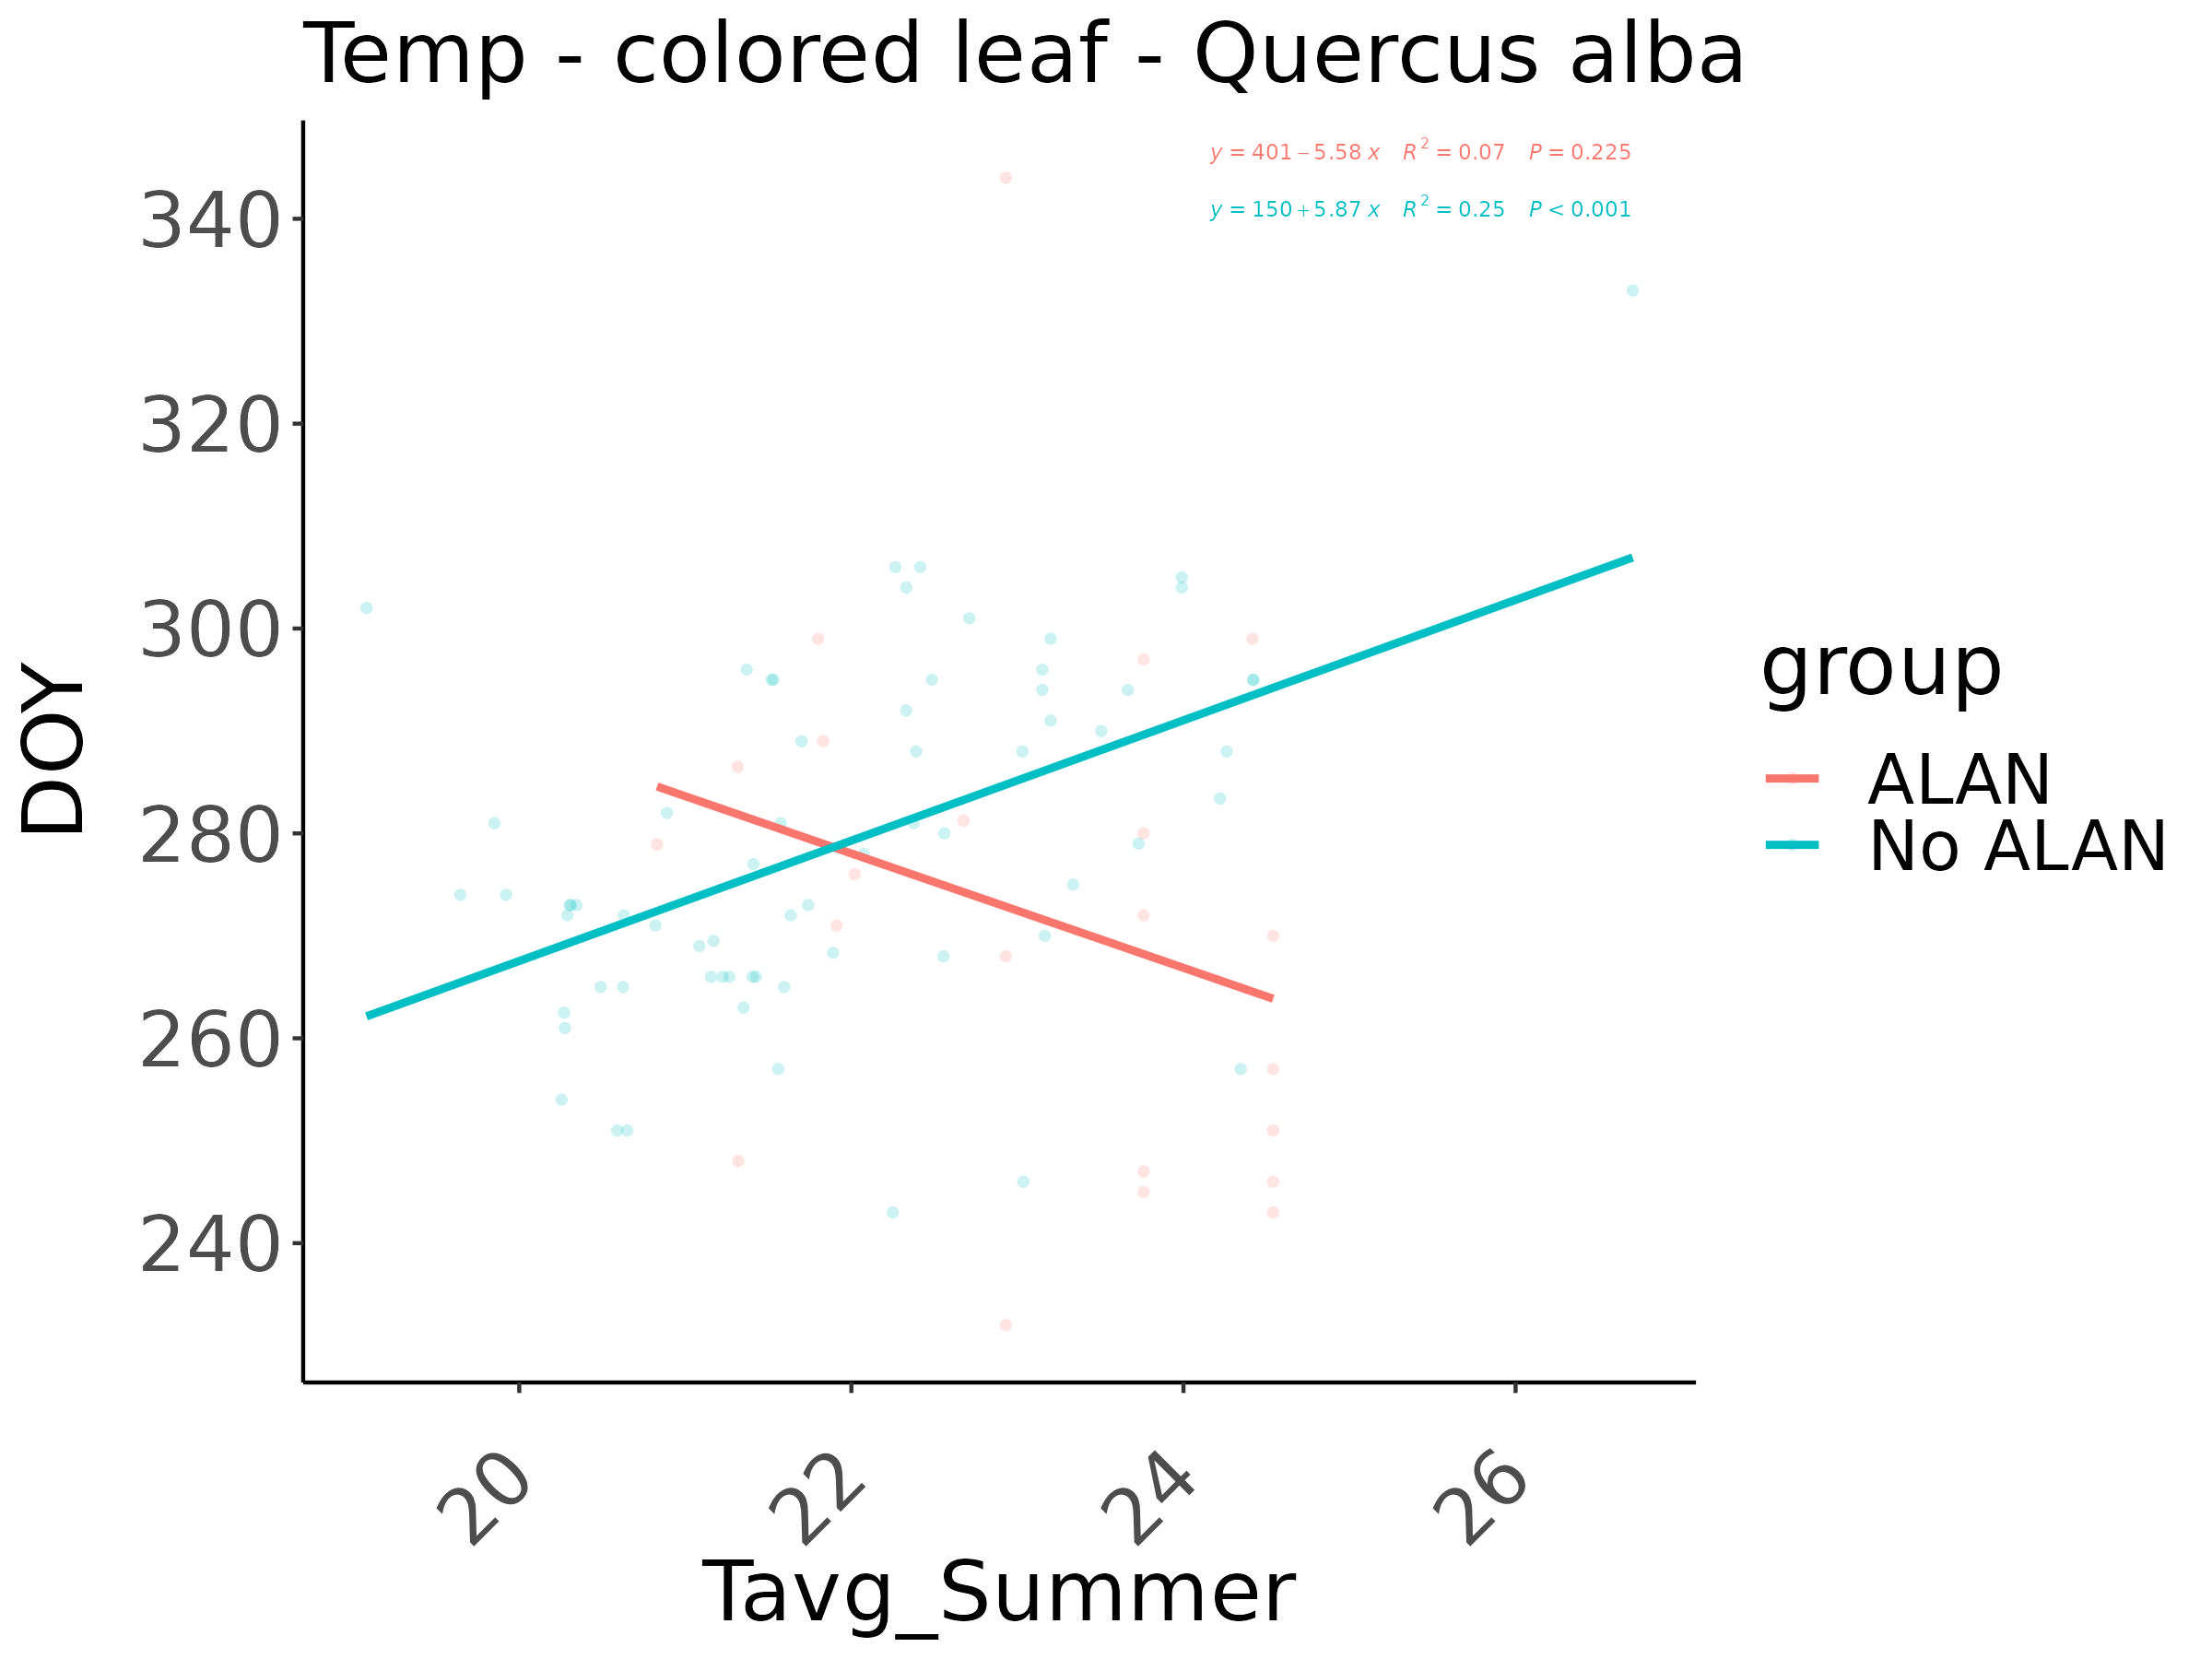 Temp - colored leaf - Quercus alba
y = 401 − 5.58 x R² = 0.07 P = 0.225
y = 150 + 5.87 x R² = 0.25 P < 0.001
340
320
300
280
260
240
DOY
20 22 24 26
Tavg_Summer
group
ALAN
No ALAN